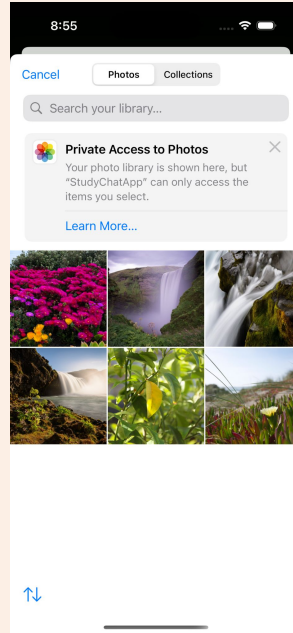 8:55
Cancel
Photos
Collections
Search your library...
Private Access to Photos
Your photo library is shown here, but
“StudyChatApp” can only access the
items you select.
Learn More...